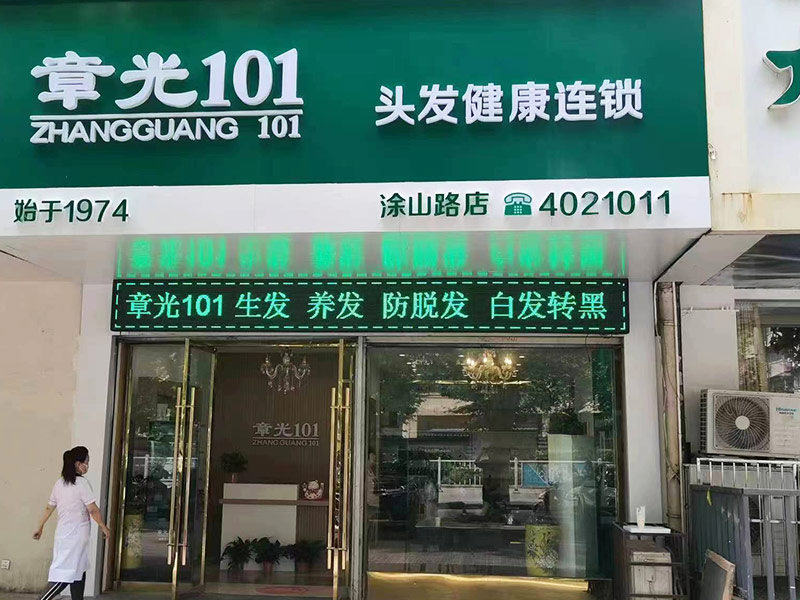 章光101
ZHANGGUANG 101
头发健康连锁
始于1974
涂山路店 ☎ 4021011
章光101 生发 养发 防脱发 白发转黑
章光101
ZHANGGUANG 101